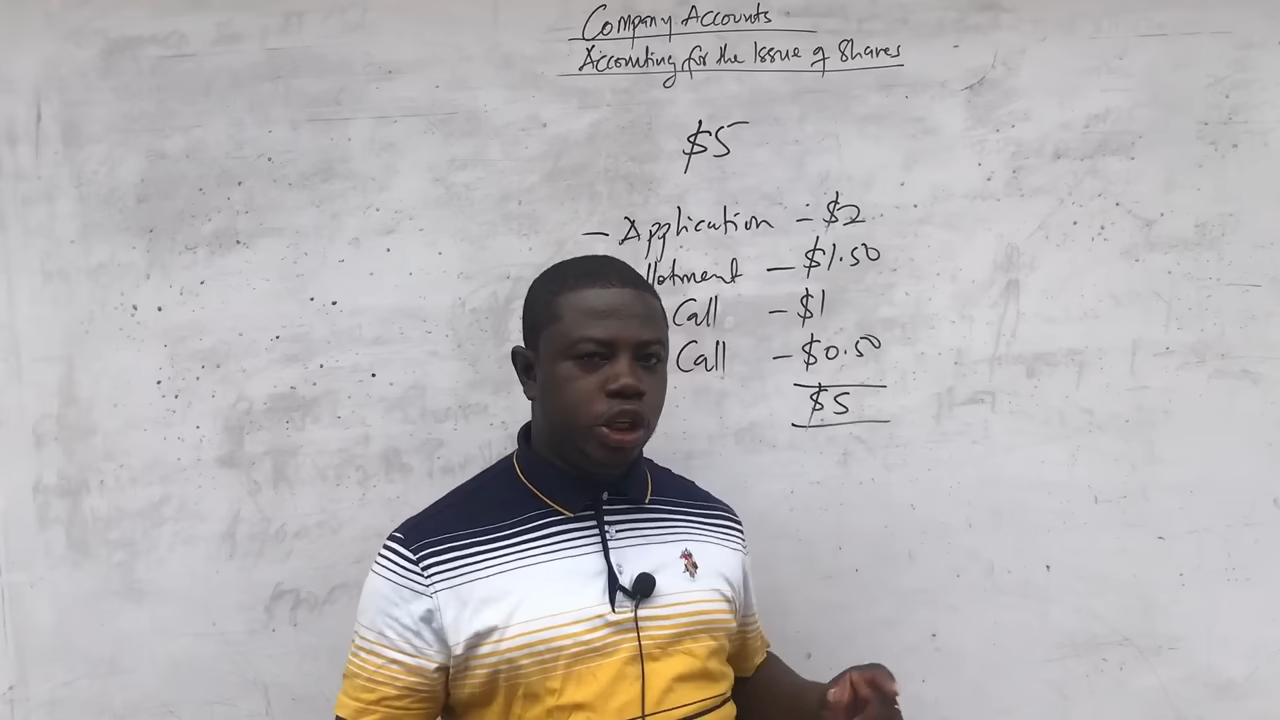 Company Accounts
Accounting for the Issue of Shares
$5
- Application - $2
llotment - $1.50
Call - $1
Call - $0.50
$5